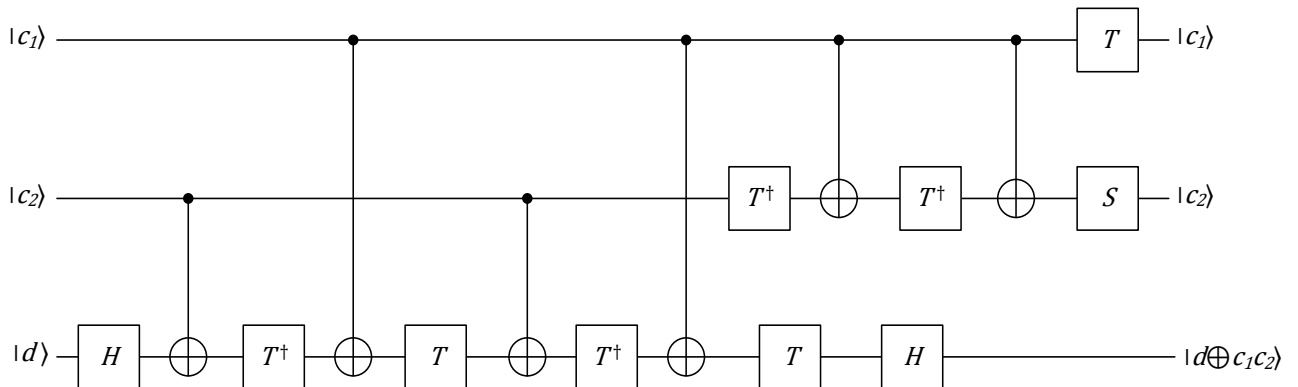 |c₁⟩ T |c₁⟩
|c₂⟩ T† T† S |c₂⟩
|d⟩ H T† T T† T H |d⊕c₁c₂⟩